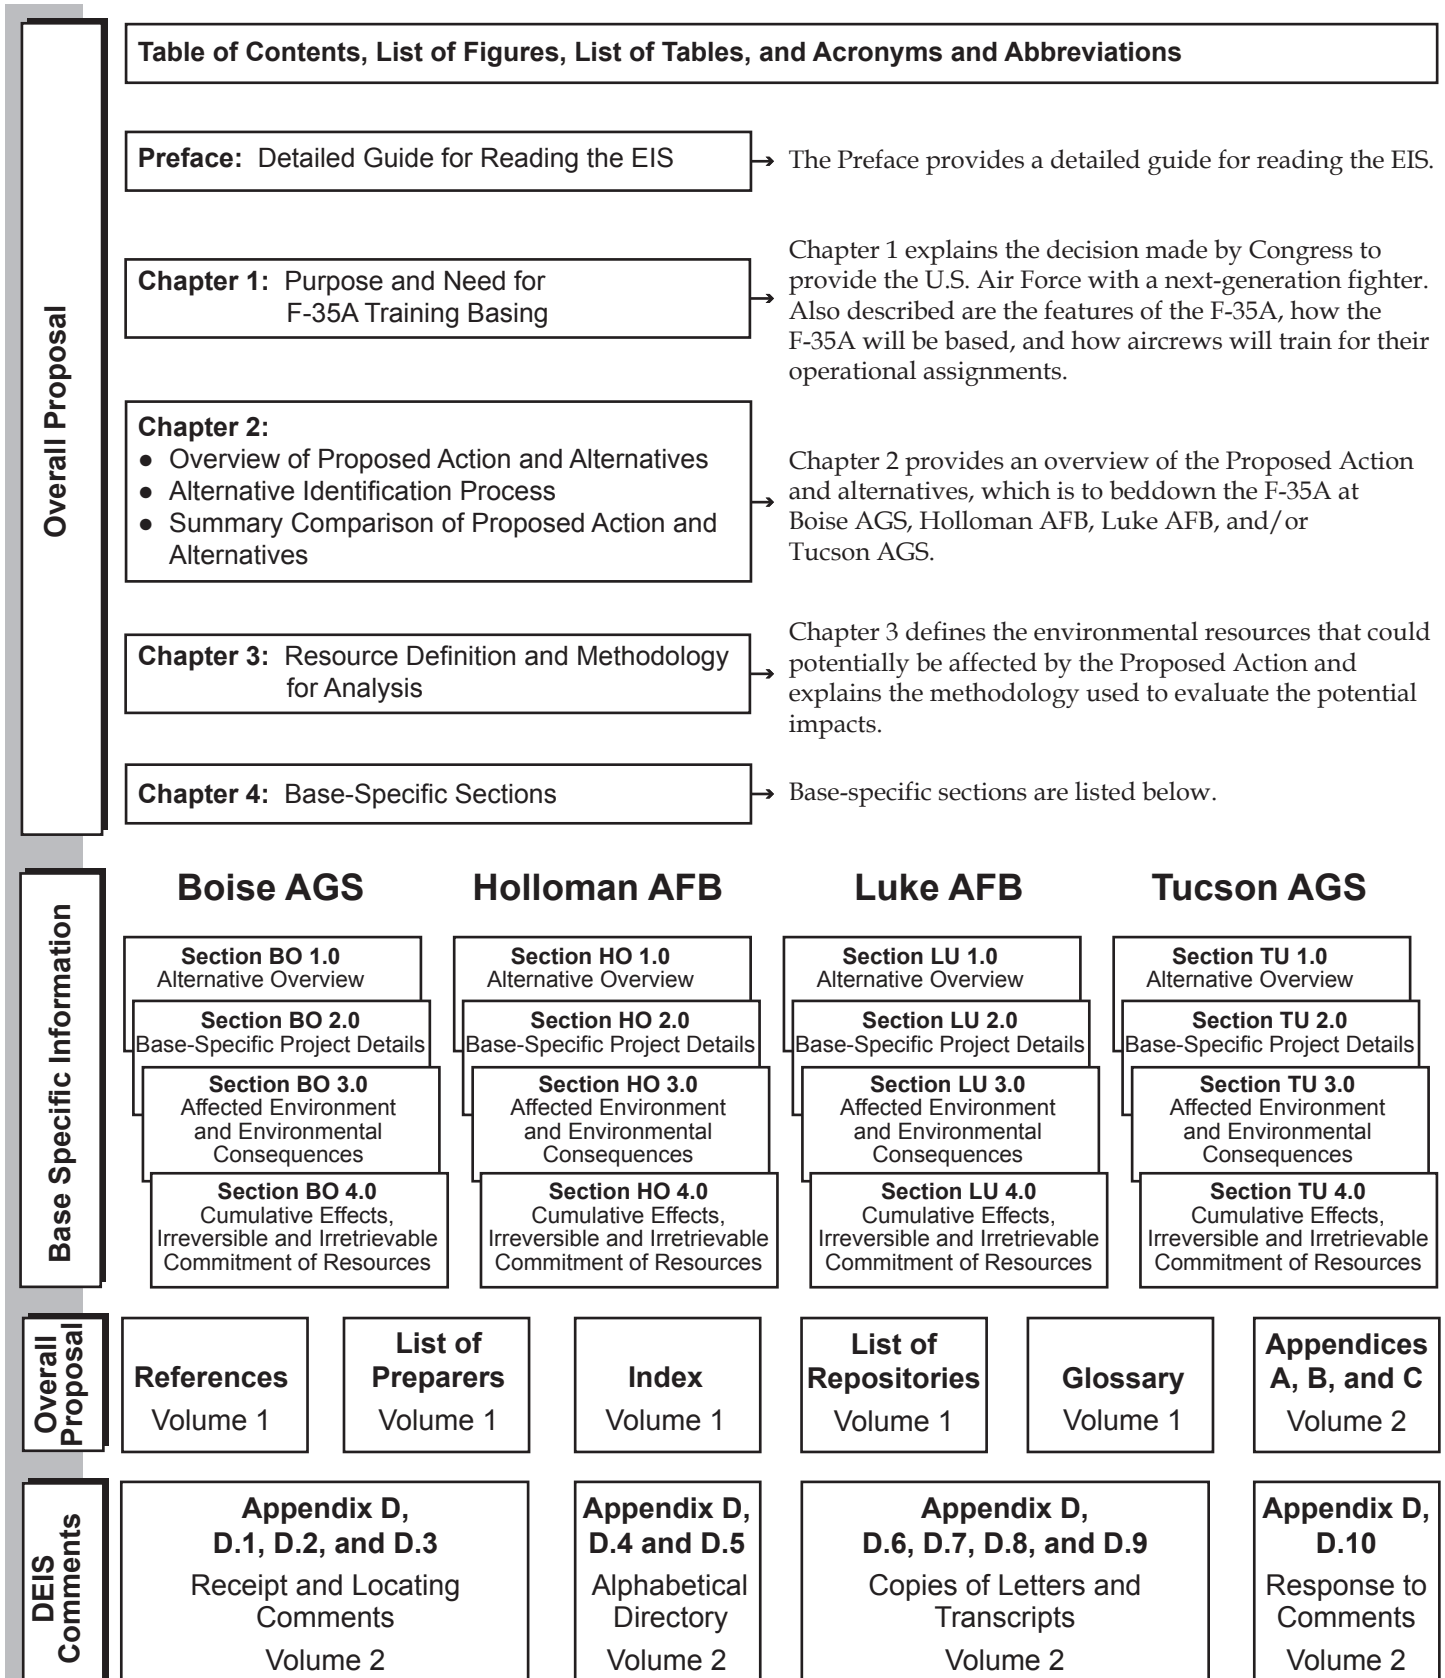 Overall Proposal
Table of Contents, List of Figures, List of Tables, and Acronyms and Abbreviations
Preface: Detailed Guide for Reading the EIS
The Preface provides a detailed guide for reading the EIS.
Chapter 1: Purpose and Need for
F-35A Training Basing
Chapter 1 explains the decision made by Congress to
provide the U.S. Air Force with a next-generation fighter.
Also described are the features of the F-35A, how the
F-35A will be based, and how aircrews will train for their
operational assignments.
Chapter 2:
● Overview of Proposed Action and Alternatives
● Alternative Identification Process
● Summary Comparison of Proposed Action and
Alternatives
Chapter 2 provides an overview of the Proposed Action
and alternatives, which is to beddown the F-35A at
Boise AGS, Holloman AFB, Luke AFB, and/or
Tucson AGS.
Chapter 3: Resource Definition and Methodology
for Analysis
Chapter 3 defines the environmental resources that could
potentially be affected by the Proposed Action and
explains the methodology used to evaluate the potential
impacts.
Chapter 4: Base-Specific Sections
Base-specific sections are listed below.
Base Specific Information
Boise AGS
Section BO 1.0
Alternative Overview
Section BO 2.0
Base-Specific Project Details
Section BO 3.0
Affected Environment
and Environmental
Consequences
Section BO 4.0
Cumulative Effects,
Irreversible and Irretrievable
Commitment of Resources
Holloman AFB
Section HO 1.0
Alternative Overview
Section HO 2.0
Base-Specific Project Details
Section HO 3.0
Affected Environment
and Environmental
Consequences
Section HO 4.0
Cumulative Effects,
Irreversible and Irretrievable
Commitment of Resources
Luke AFB
Section LU 1.0
Alternative Overview
Section LU 2.0
Base-Specific Project Details
Section LU 3.0
Affected Environment
and Environmental
Consequences
Section LU 4.0
Cumulative Effects,
Irreversible and Irretrievable
Commitment of Resources
Tucson AGS
Section TU 1.0
Alternative Overview
Section TU 2.0
Base-Specific Project Details
Section TU 3.0
Affected Environment
and Environmental
Consequences
Section TU 4.0
Cumulative Effects,
Irreversible and Irretrievable
Commitment of Resources
Overall
Proposal
References
Volume 1
List of
Preparers
Volume 1
Index
Volume 1
List of
Repositories
Volume 1
Glossary
Volume 1
Appendices
A, B, and C
Volume 2
DEIS
Comments
Appendix D,
D.1, D.2, and D.3
Receipt and Locating
Comments
Volume 2
Appendix D,
D.4 and D.5
Alphabetical
Directory
Volume 2
Appendix D,
D.6, D.7, D.8, and D.9
Copies of Letters and
Transcripts
Volume 2
Appendix D,
D.10
Response to
Comments
Volume 2